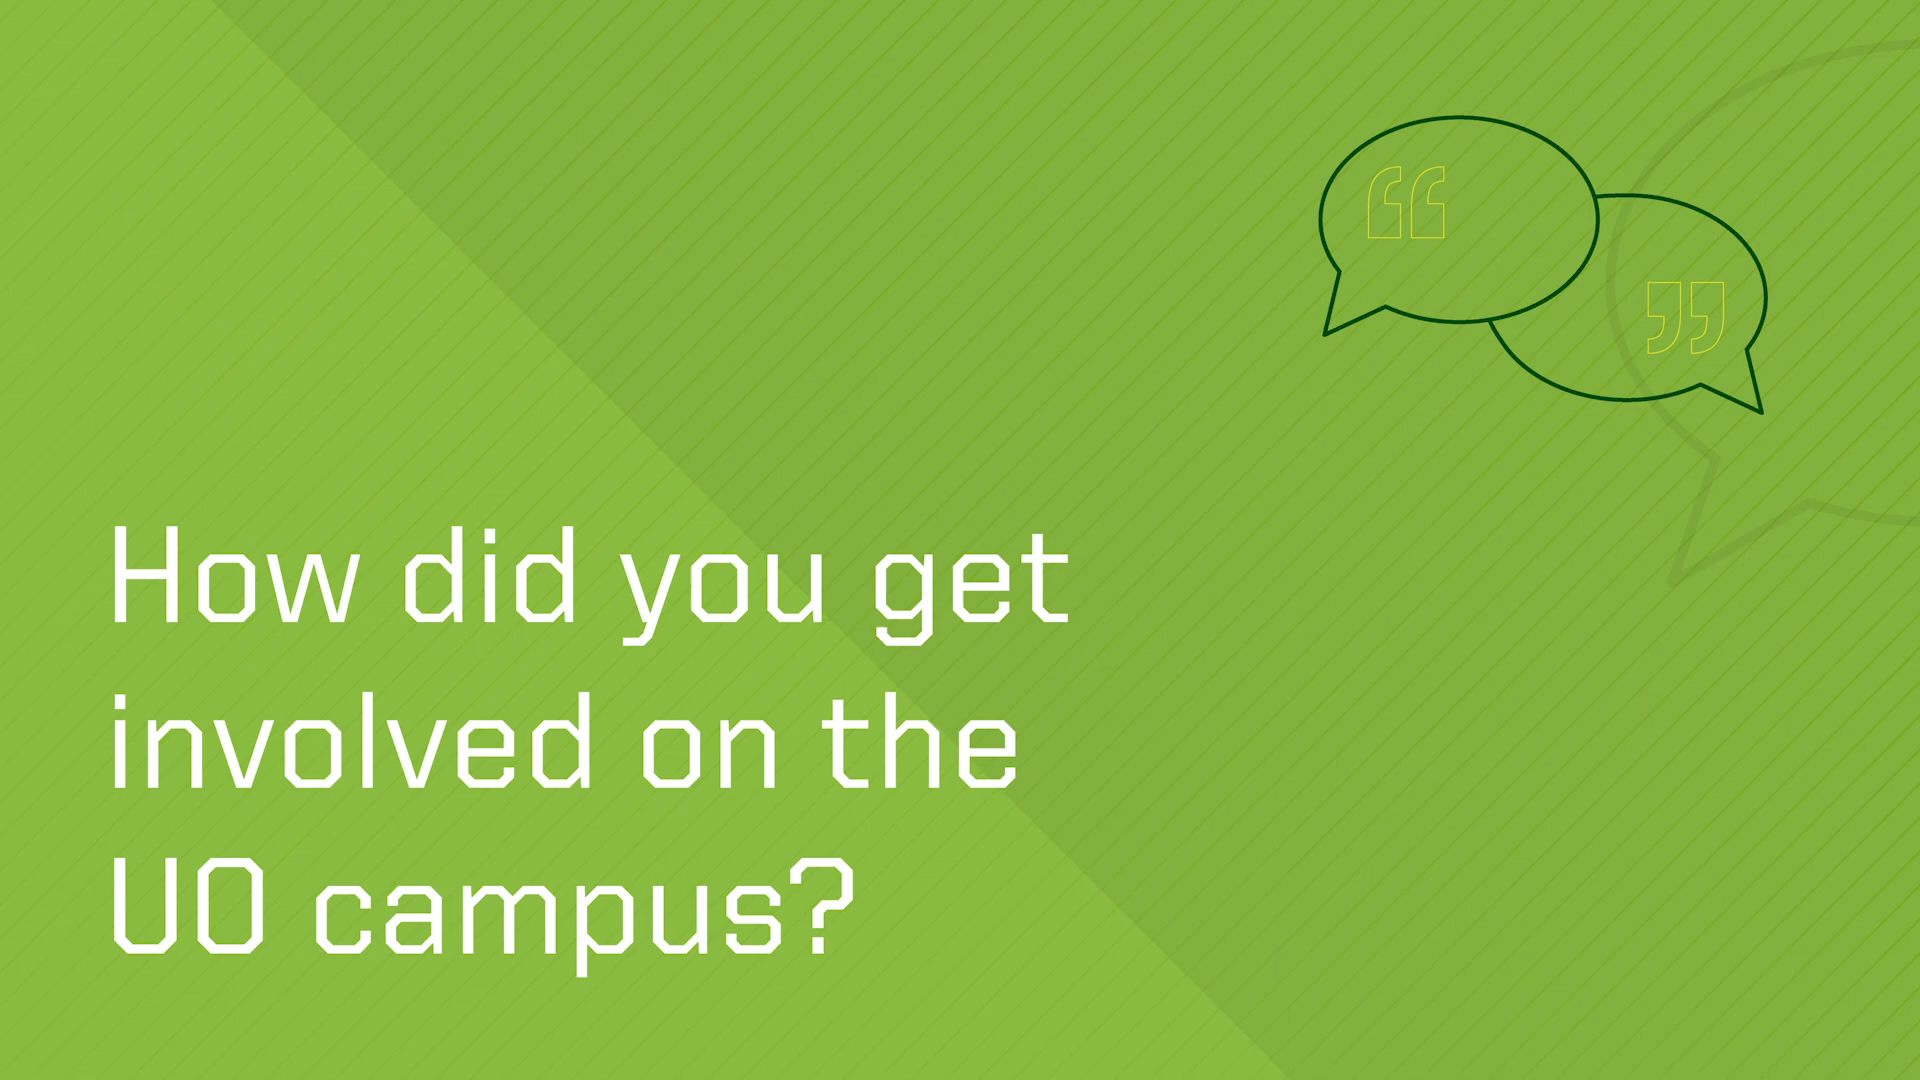 “
”
How did you get
involved on the
UO campus?